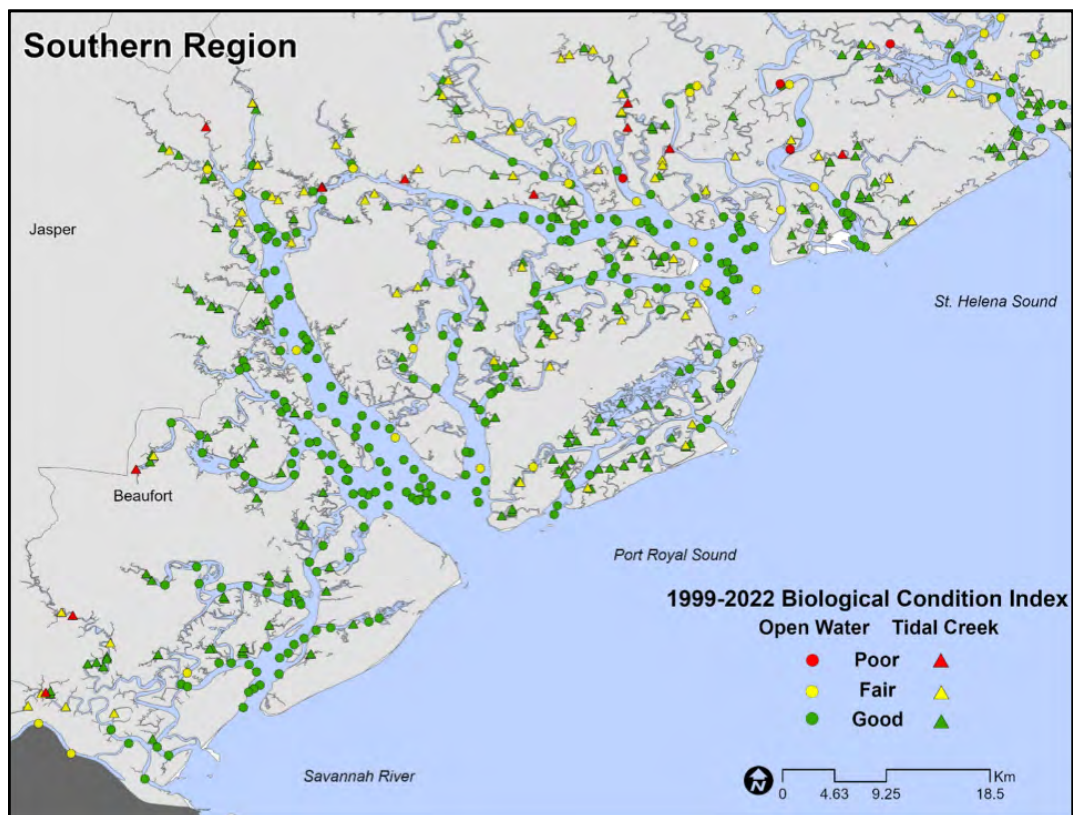 Southern Region
Jasper
St. Helena Sound
Beaufort
Port Royal Sound
1999-2022 Biological Condition Index
Open Water Tidal Creek
Poor
Fair
Good
Savannah River
N
Km
0 4.63 9.25 18.5